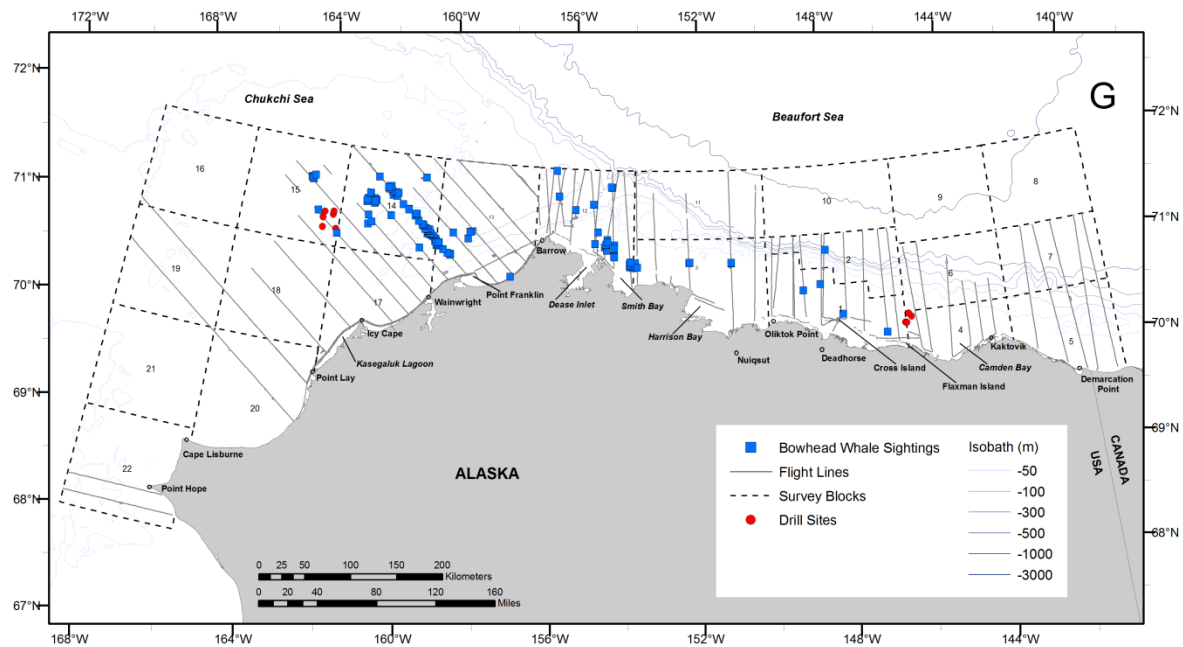 172°W 168°W 164°W 160°W 156°W 152°W 148°W 144°W 140°W
72°N
71°N
70°N
69°N
68°N
67°N
72°N
71°N
70°N
69°N
68°N
Chukchi Sea
Beaufort Sea
G
16
15
14
13
12
11
10
9
8
19
18
17
2
6
7
3
1
4
5
21
20
22
Barrow
Point Franklin
Wainwright
Icy Cape
Kasegaluk Lagoon
Point Lay
Cape Lisburne
Point Hope
Dease Inlet
Smith Bay
Harrison Bay
Oliktok Point
Nuiqsut
Deadhorse
Cross Island
Flaxman Island
Camden Bay
Kaktovik
Demarcation
Point
ALASKA
CANADA
USA
Bowhead Whale Sightings
Flight Lines
Survey Blocks
Drill Sites
Isobath (m)
-50
-100
-300
-500
-1000
-3000
0 25 50 100 150 200
Kilometers
0 20 40 80 120 160
Miles
168°W 164°W 160°W 156°W 152°W 148°W 144°W